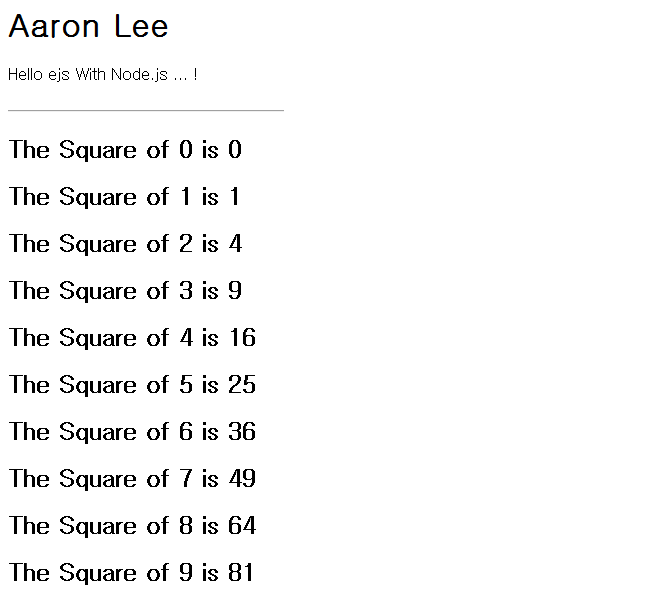 Aaron Lee
Hello ejs With Node.js ... !
The Square of 0 is 0
The Square of 1 is 1
The Square of 2 is 4
The Square of 3 is 9
The Square of 4 is 16
The Square of 5 is 25
The Square of 6 is 36
The Square of 7 is 49
The Square of 8 is 64
The Square of 9 is 81